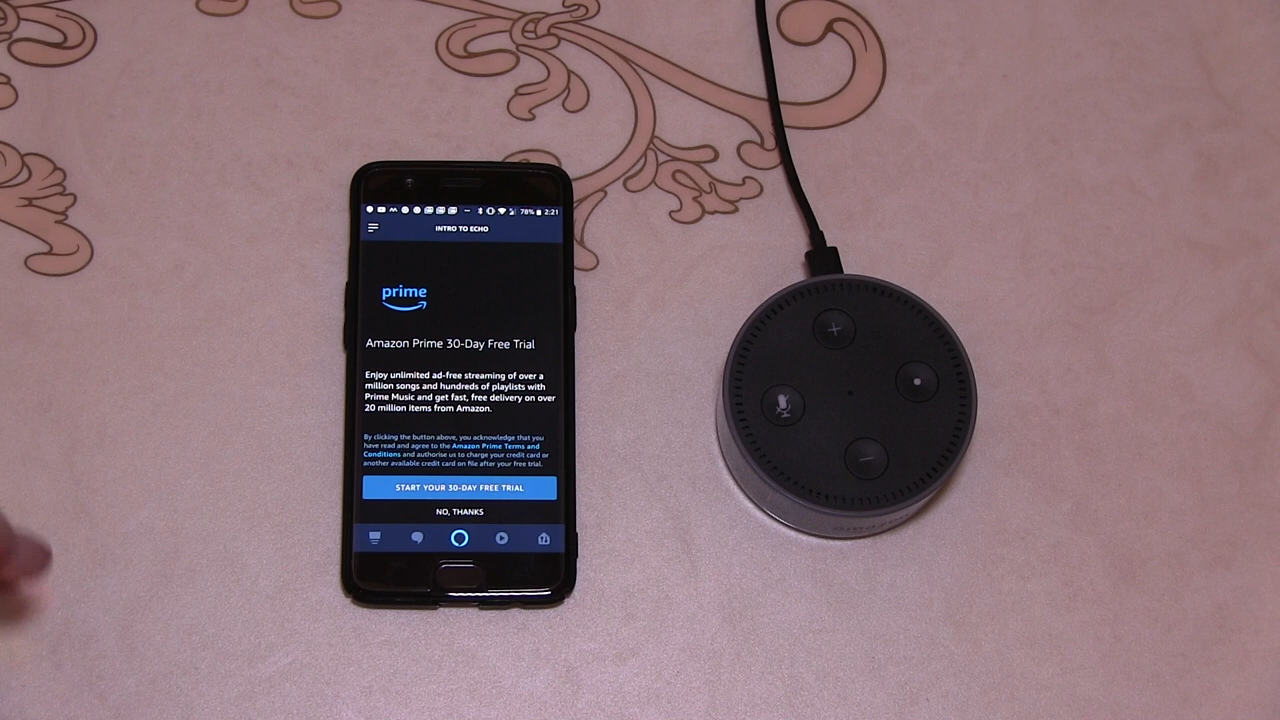 78% 2:21
INTRO TO ECHO
prime
Amazon Prime 30-Day Free Trial
Enjoy unlimited ad-free streaming of over a
million songs and hundreds of playlists with
Prime Music and get fast, free delivery on over
20 million items from Amazon.
By clicking the button above, you acknowledge that you
have read and agree to the Amazon Prime Terms and
Conditions and authorise us to charge your credit card or
another available credit card on file after your free trial.
START YOUR 30-DAY FREE TRIAL
NO, THANKS
amazon